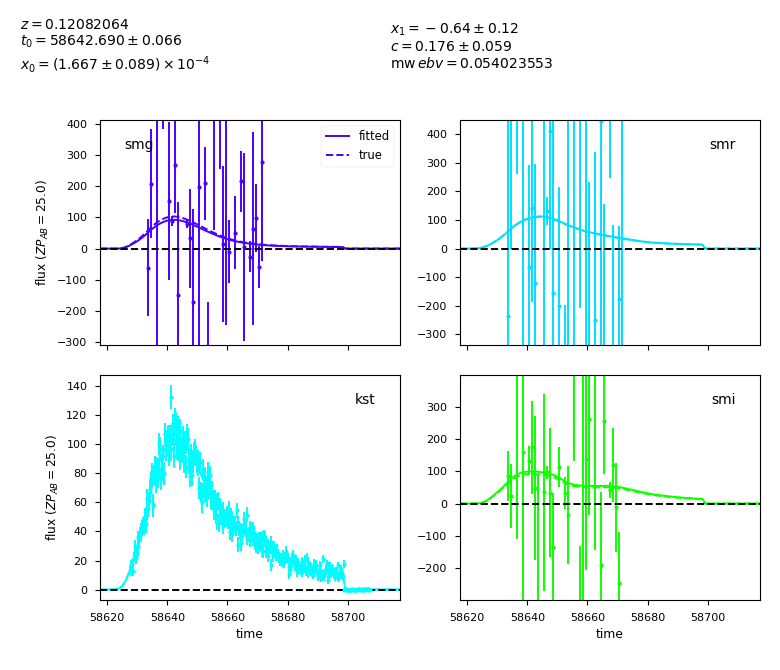 z = 0.12082064
t₀ = 58642.690 ± 0.066
x₀ = (1.667 ± 0.089) × 10⁻⁴
x₁ = −0.64 ± 0.12
c = 0.176 ± 0.059
mw ebv = 0.054023553
smg
fitted
true
400
300
200
100
0
−100
−200
−300
flux (ZP_AB = 25.0)
smr
400
300
200
100
0
−100
−200
−300
kst
140
120
100
80
60
40
20
0
flux (ZP_AB = 25.0)
58620 58640 58660 58680 58700
time
smi
300
200
100
0
−100
−200
58620 58640 58660 58680 58700
time